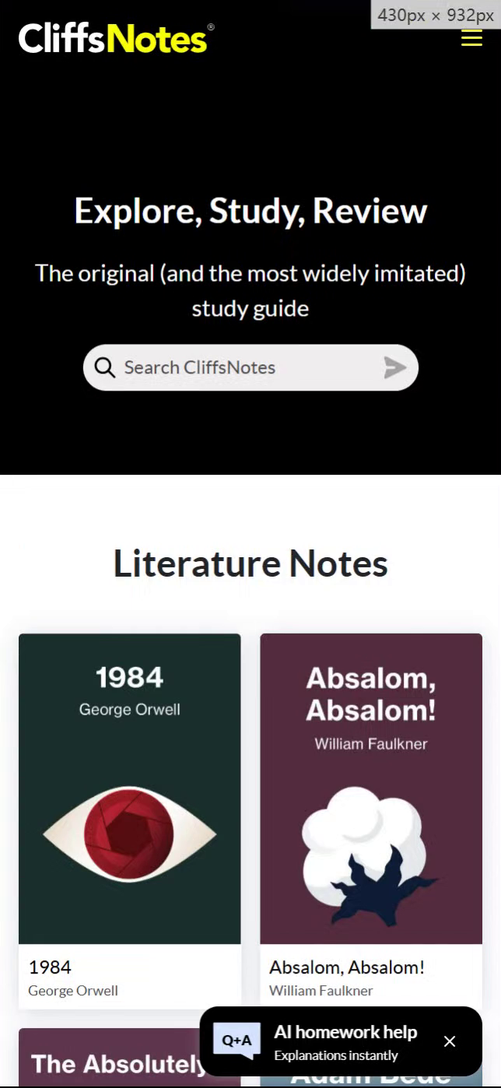 CliffsNotes®
430px × 932px
Explore, Study, Review
The original (and the most widely imitated)
study guide
Search CliffsNotes
Literature Notes
1984
George Orwell
Absalom,
Absalom!
William Faulkner
1984
George Orwell
Absalom, Absalom!
William Faulkner
The Absolutely
Adam Bede
Q+A
AI homework help
Explanations instantly